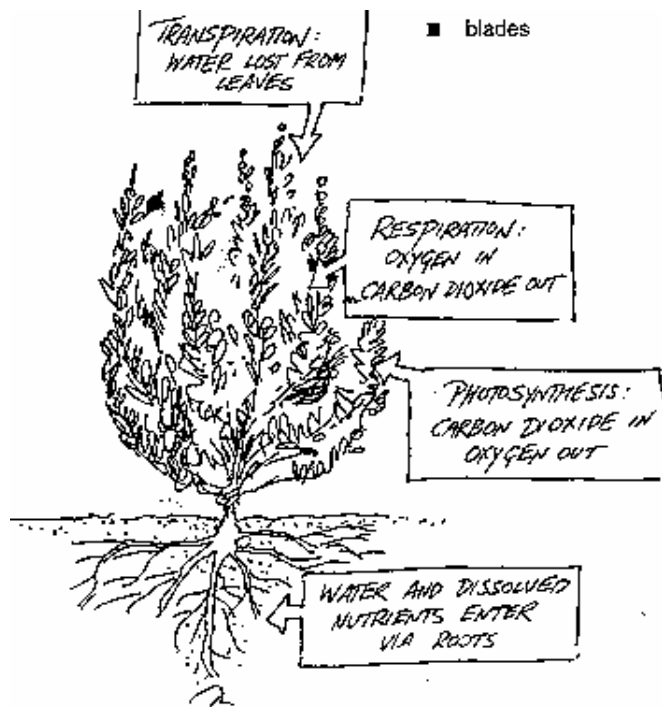 TRANSPIRATION:
WATER LOST FROM
LEAVES
■ blades
RESPIRATION:
OXYGEN IN
CARBON DIOXIDE OUT
PHOTOSYNTHESIS:
CARBON DIOXIDE IN
OXYGEN OUT
WATER AND DISSOLVED
NUTRIENTS ENTER
VIA ROOTS